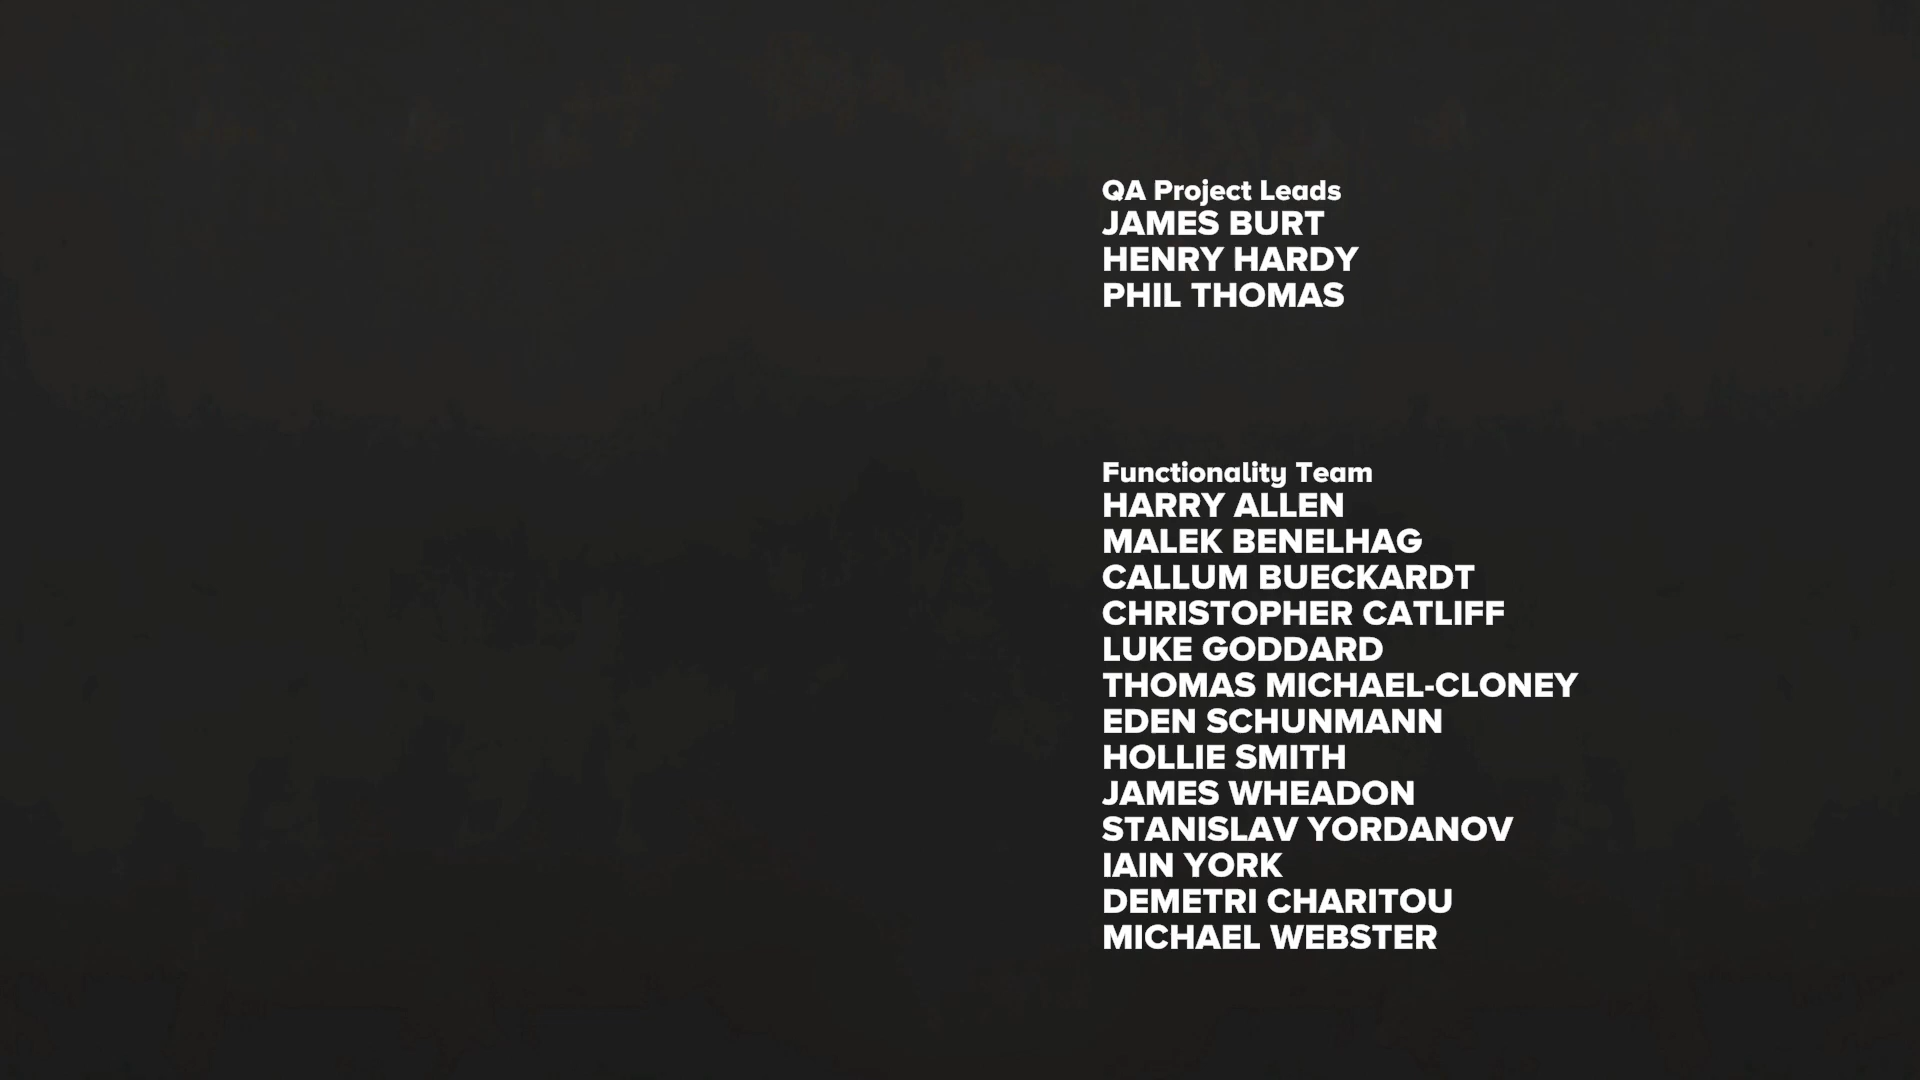 QA Project Leads
JAMES BURT
HENRY HARDY
PHIL THOMAS
Functionality Team
HARRY ALLEN
MALEK BENELHAG
CALLUM BUECKARDT
CHRISTOPHER CATLIFF
LUKE GODDARD
THOMAS MICHAEL-CLONEY
EDEN SCHUNMANN
HOLLIE SMITH
JAMES WHEADON
STANISLAV YORDANOV
IAIN YORK
DEMETRI CHARITOU
MICHAEL WEBSTER